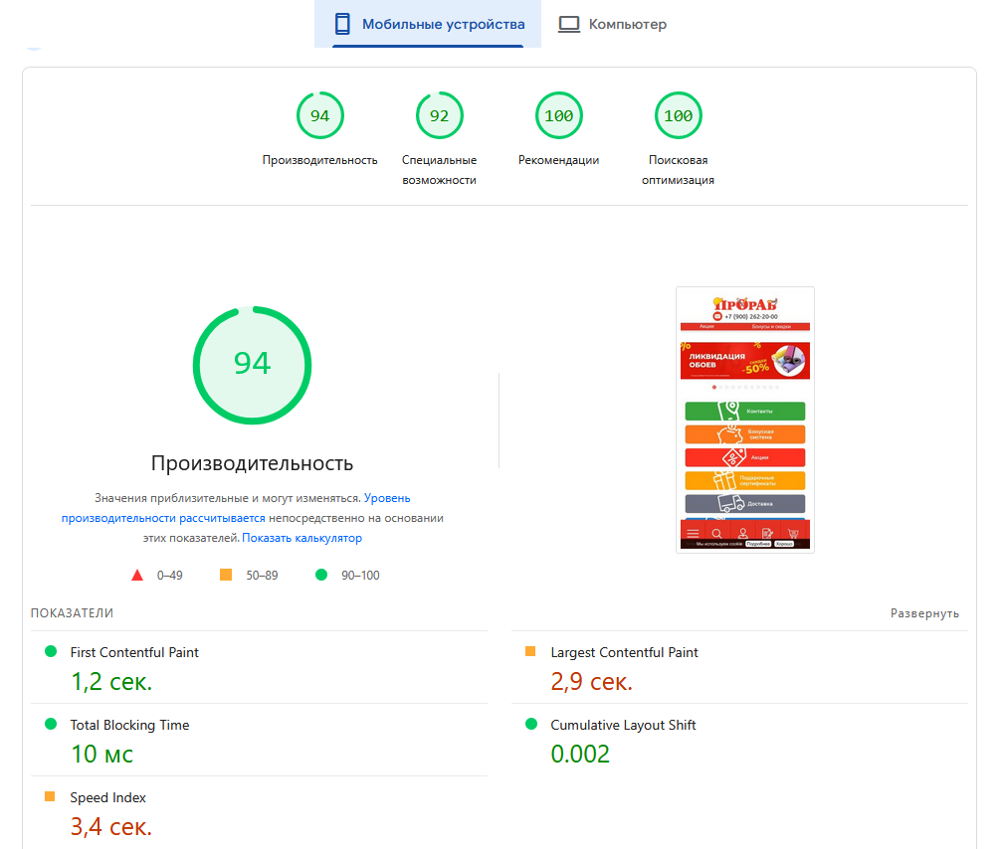 Мобильные устройства
Компьютер
94
92
100
100
Производительность
Специальные возможности
Рекомендации
Поисковая оптимизация
94
Производительность
Значения приблизительные и могут изменяться. Уровень
производительности рассчитывается непосредственно на основании
этих показателей. Показать калькулятор
0–49
50–89
90–100
ПРОРАБ
+7 (900) 262-20-00
Акции
Бонусы и скидки
ЛИКВИДАЦИЯ
ОБОЕВ
-50%
Контакты
Бонусная
система
Акции
Подарочные
сертификаты
Доставка
Мы используем cookie
Подробнее
Хорошо
ПОКАЗАТЕЛИ
Развернуть
First Contentful Paint
1,2 сек.
Largest Contentful Paint
2,9 сек.
Total Blocking Time
10 мс
Cumulative Layout Shift
0.002
Speed Index
3,4 сек.